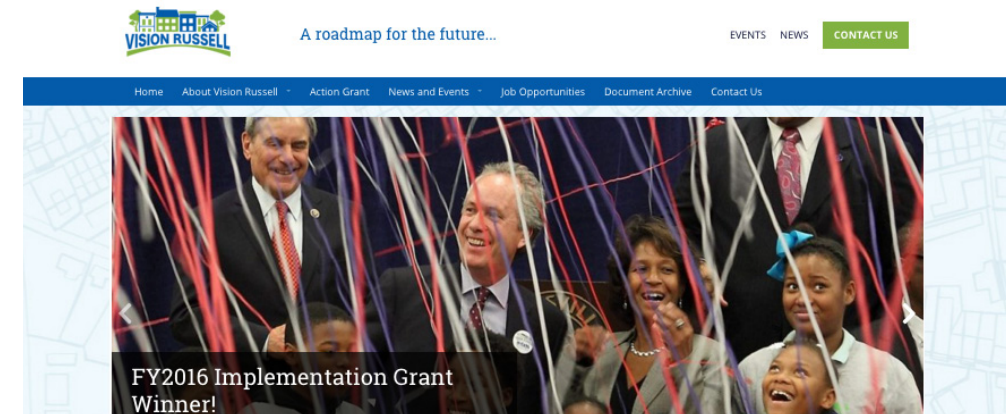 VISION RUSSELL
A roadmap for the future...
EVENTS NEWS CONTACT US
Home About Vision Russell Action Grant News and Events Job Opportunities Document Archive Contact Us
FY2016 Implementation Grant
Winner!